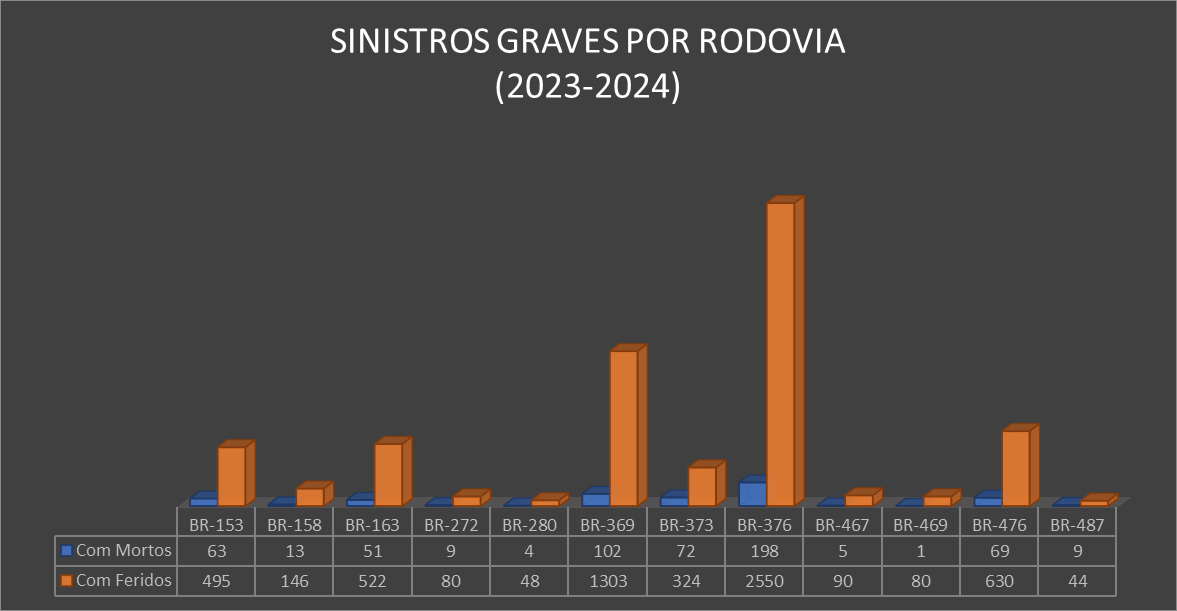 SINISTROS GRAVES POR RODOVIA
(2023-2024)
BR-153 BR-158 BR-163 BR-272 BR-280 BR-369 BR-373 BR-376 BR-467 BR-469 BR-476 BR-487
Com Mortos 63 13 51 9 4 102 72 198 5 1 69 9
Com Feridos 495 146 522 80 48 1303 324 2550 90 80 630 44